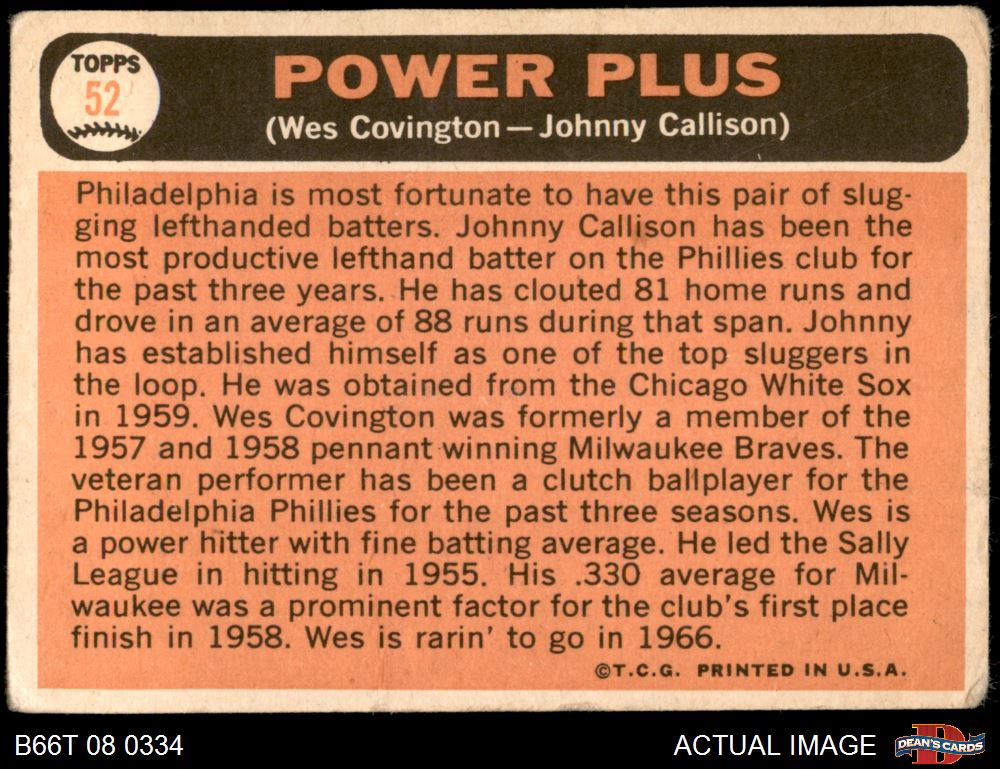 TOPPS
52
POWER PLUS
(Wes Covington—Johnny Callison)
Philadelphia is most fortunate to have this pair of slug-
ging lefthanded batters. Johnny Callison has been the
most productive lefthand batter on the Phillies club for
the past three years. He has clouted 81 home runs and
drove in an average of 88 runs during that span. Johnny
has established himself as one of the top sluggers in
the loop. He was obtained from the Chicago White Sox
in 1959. Wes Covington was formerly a member of the
1957 and 1958 pennant winning Milwaukee Braves. The
veteran performer has been a clutch ballplayer for the
Philadelphia Phillies for the past three seasons. Wes is
a power hitter with fine batting average. He led the Sally
League in hitting in 1955. His .330 average for Mil-
waukee was a prominent factor for the club's first place
finish in 1958. Wes is rarin' to go in 1966.
©T.C.G. PRINTED IN U.S.A.
B66T 08 0334
ACTUAL IMAGE
D
DEAN'S CARDS